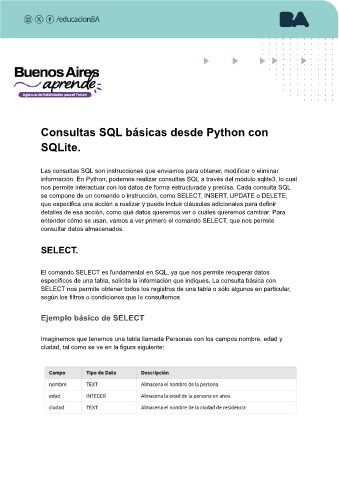 /educacionBA
BA
Buenos Aires
aprende
Agencia de Habilidades para el Futuro
Consultas SQL básicas desde Python con
SQLite.
Las consultas SQL son instrucciones que enviamos para obtener, modificar o eliminar
información. En Python, podemos realizar consultas SQL a través del módulo sqlite3, lo cual
nos permite interactuar con los datos de forma estructurada y precisa. Cada consulta SQL
se compone de un comando o instrucción, como SELECT, INSERT, UPDATE o DELETE,
que especifica una acción a realizar y puede incluir cláusulas adicionales para definir
detalles de esa acción, como qué datos queremos ver o cuáles queremos cambiar. Para
entender cómo se usan, vamos a ver primero el comando SELECT, que nos permite
consultar datos almacenados.
SELECT.
El comando SELECT es fundamental en SQL, ya que nos permite recuperar datos
específicos de una tabla, solicita la información que indiques. La consulta básica con
SELECT nos permite obtener todos los registros de una tabla o sólo algunos en particular,
según los filtros o condiciones que le consultemos.
Ejemplo básico de SELECT
Imaginemos que tenemos una tabla llamada Personas con los campos nombre, edad y
ciudad, tal como se ve en la figura siguiente:
Campo Tipo de Dato Descripción
nombre TEXT Almacena el nombre de la persona
edad INTEGER Almacena la edad de la persona en años
ciudad TEXT Almacena el nombre de la ciudad de residencia